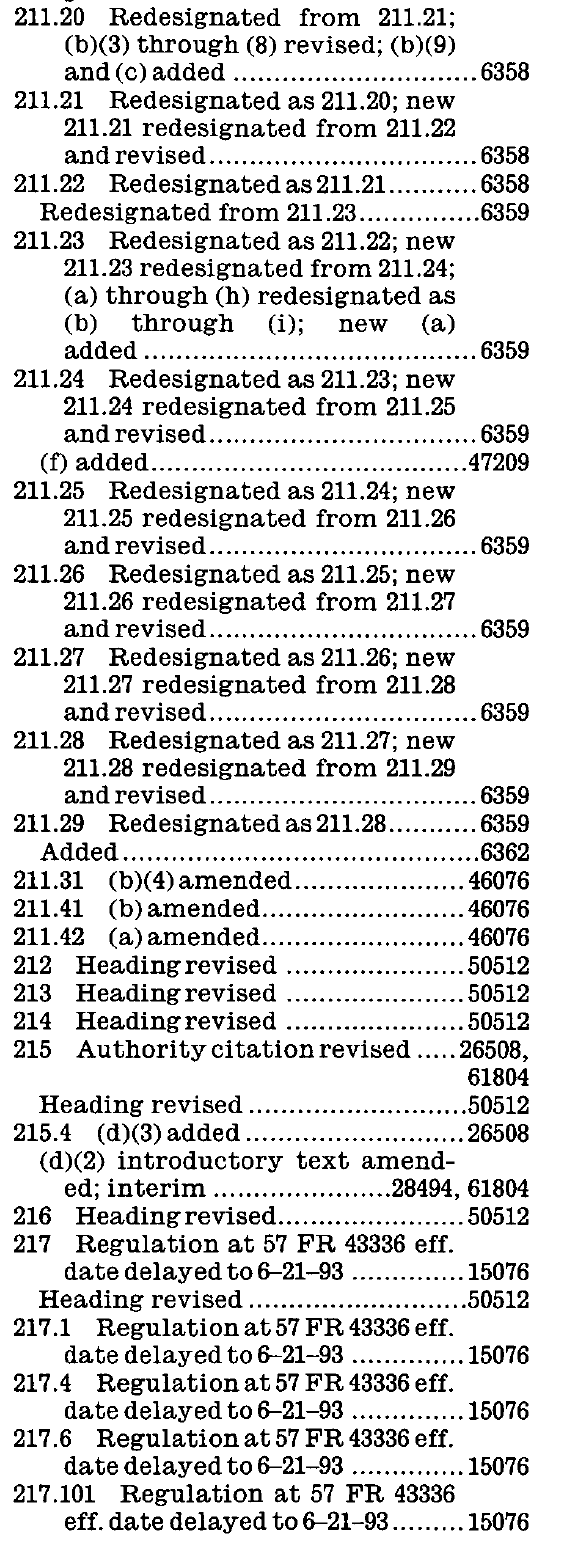 211.20 Redesignated from 211.21;
(b)(3) through (8) revised; (b)(9)
and (c) added ............................6358
211.21 Redesignated as 211.20; new
211.21 redesignated from 211.22
and revised...............................6358
211.22 Redesignated as 211.21..........6358
Redesignated from 211.23..............6359
211.23 Redesignated as 211.22; new
211.23 redesignated from 211.24;
(a) through (h) redesignated as
(b) through (i); new (a)
added ......................................6359
211.24 Redesignated as 211.23; new
211.24 redesignated from 211.25
and revised...............................6359
(f) added.....................................47209
211.25 Redesignated as 211.24; new
211.25 redesignated from 211.26
and revised...............................6359
211.26 Redesignated as 211.25; new
211.26 redesignated from 211.27
and revised...............................6359
211.27 Redesignated as 211.26; new
211.27 redesignated from 211.28
and revised...............................6359
211.28 Redesignated as 211.27; new
211.28 redesignated from 211.29
and revised...............................6359
211.29 Redesignated as 211.28..........6359
Added.........................................6362
211.31 (b)(4) amended....................46076
211.41 (b) amended........................46076
211.42 (a) amended........................46076
212 Heading revised .....................50512
213 Heading revised .....................50512
214 Heading revised .....................50512
215 Authority citation revised .....26508,
61804
Heading revised .........................50512
215.4 (d)(3) added .........................26508
(d)(2) introductory text amend-
ed; interim ....................28494, 61804
216 Heading revised......................50512
217 Regulation at 57 FR 43336 eff.
date delayed to 6–21–93 .............15076
Heading revised .........................50512
217.1 Regulation at 57 FR 43336 eff.
date delayed to 6–21–93 .............15076
217.4 Regulation at 57 FR 43336 eff.
date delayed to 6–21–93 .............15076
217.6 Regulation at 57 FR 43336 eff.
date delayed to 6–21–93 .............15076
217.101 Regulation at 57 FR 43336
eff. date delayed to 6–21–93.........15076